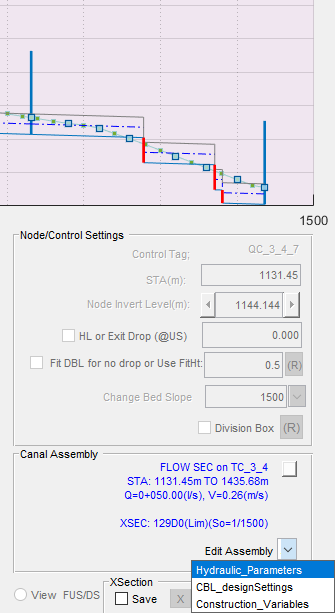 1500
Node/Control Settings
Control Tag: QC_3_4_7
STA(m): 1131.45
Node Invert Level(m): 1144.144
HL or Exit Drop (@US) 0.000
Fit DBL for no drop or Use FitHt: 0.5 (R)
Change Bed Slope 1500
Division Box (R)
Canal Assembly
FLOW SEC on TC_3_4
STA: 1131.45m TO 1435.68m
Q=0+050.00(l/s), V=0.26(m/s)
XSEC: 129D0(Lim)(So=1/1500)
Edit Assembly
Hydraulic_Parameters
CBL_designSettings
Construction_Variables
XSection
View FUS/DS
Save X